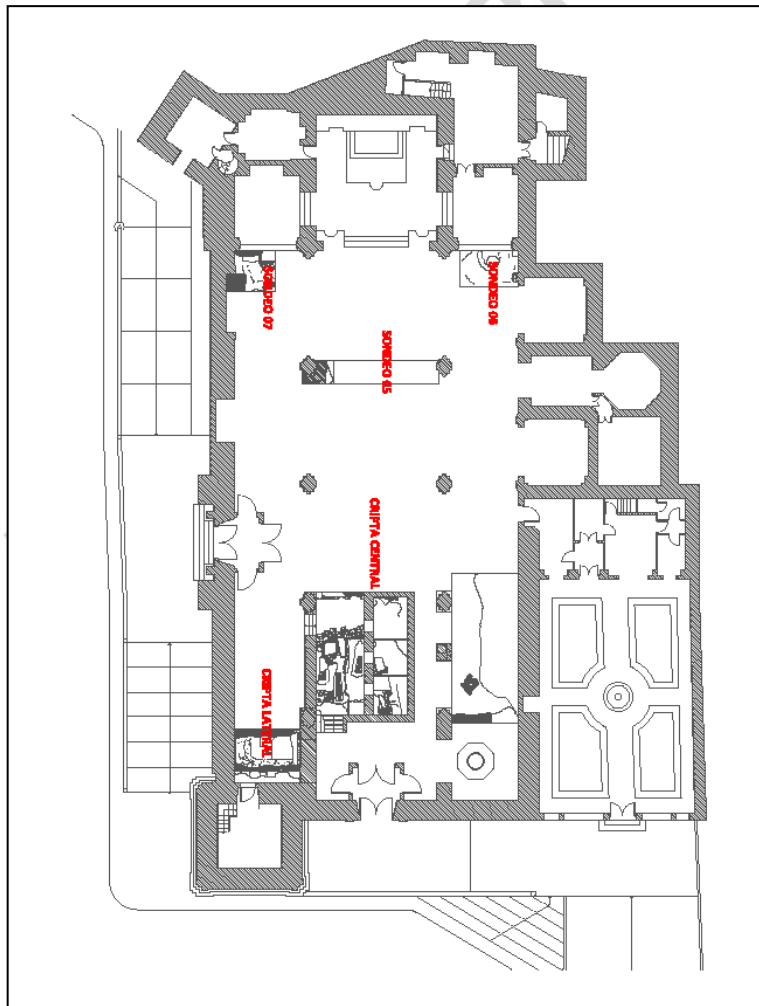 SONDEO 07
SONDEO 06
SONDEO 05
CRIPTA CENTRAL
CRIPTA LATERAL